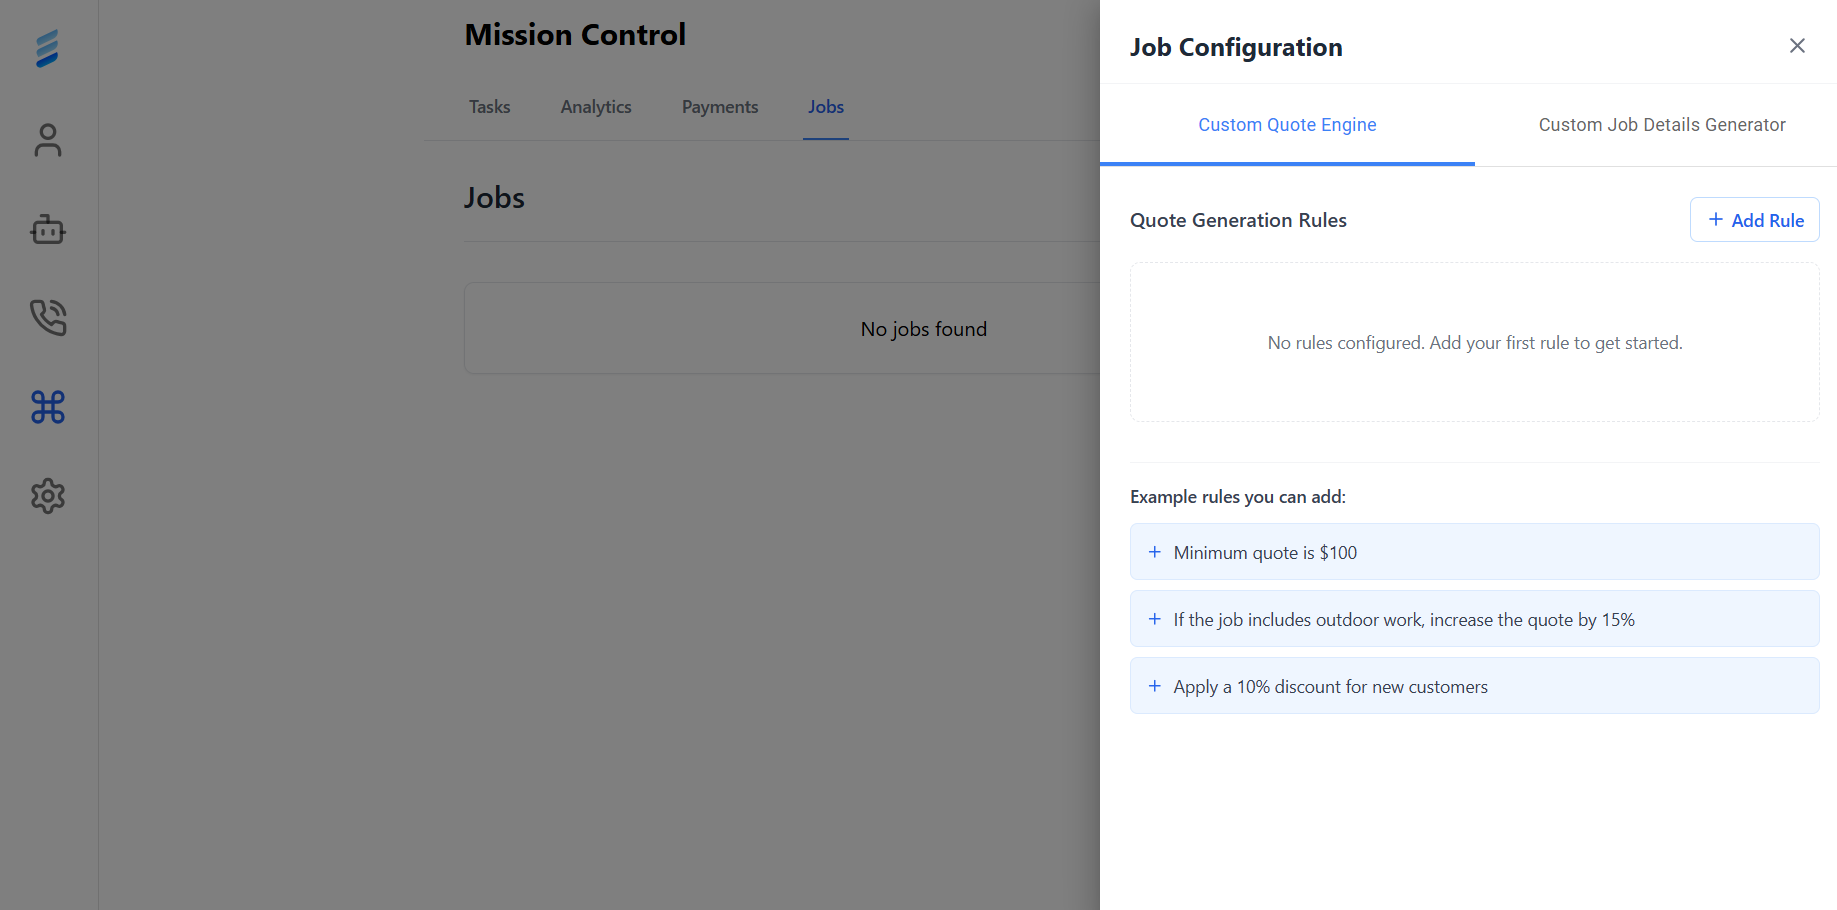 Mission Control
Tasks
Analytics
Payments
Jobs
Jobs
No jobs found
Job Configuration
Custom Quote Engine
Custom Job Details Generator
Quote Generation Rules
+ Add Rule
No rules configured. Add your first rule to get started.
Example rules you can add:
+ Minimum quote is $100
+ If the job includes outdoor work, increase the quote by 15%
+ Apply a 10% discount for new customers